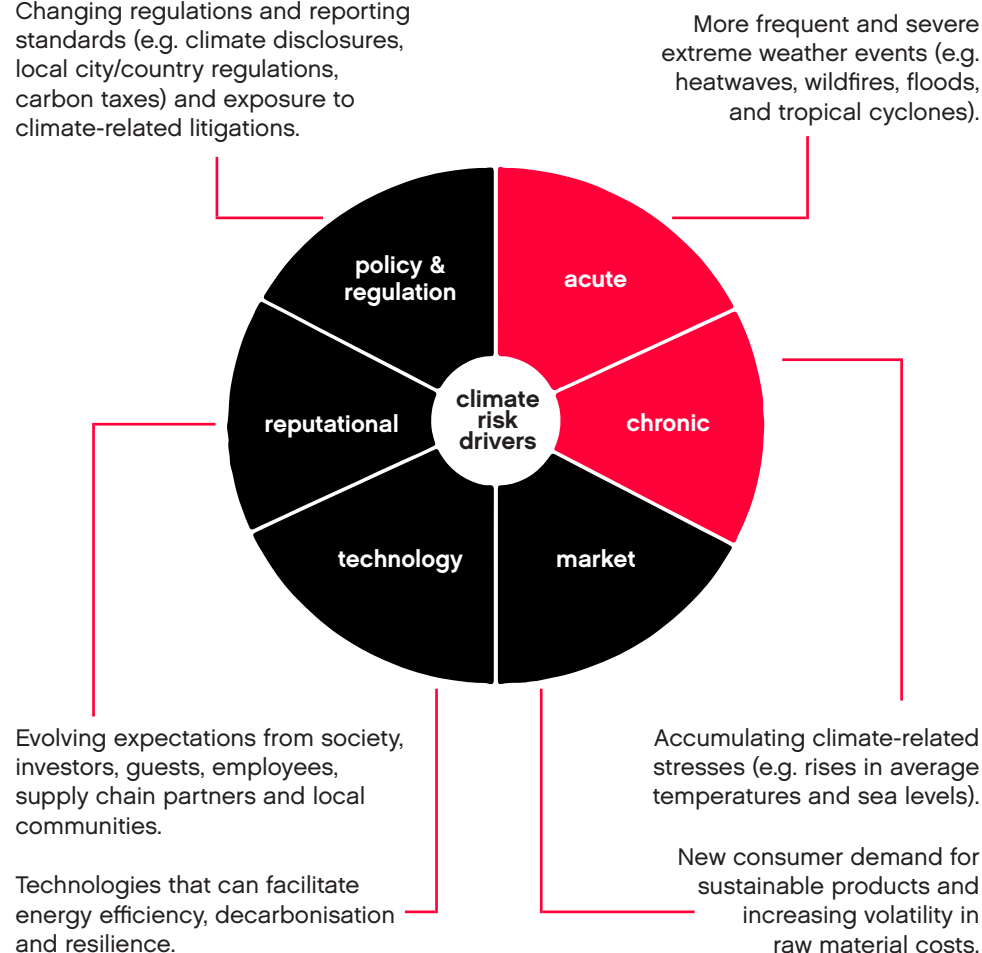 Changing regulations and reporting
standards (e.g. climate disclosures,
local city/country regulations,
carbon taxes) and exposure to
climate-related litigations.
More frequent and severe
extreme weather events (e.g.
heatwaves, wildfires, floods,
and tropical cyclones).
policy &
regulation
acute
reputational
climate
risk
drivers
chronic
technology
market
Evolving expectations from society,
investors, guests, employees,
supply chain partners and local
communities.
Accumulating climate-related
stresses (e.g. rises in average
temperatures and sea levels).
Technologies that can facilitate
energy efficiency, decarbonisation
and resilience.
New consumer demand for
sustainable products and
increasing volatility in
raw material costs.